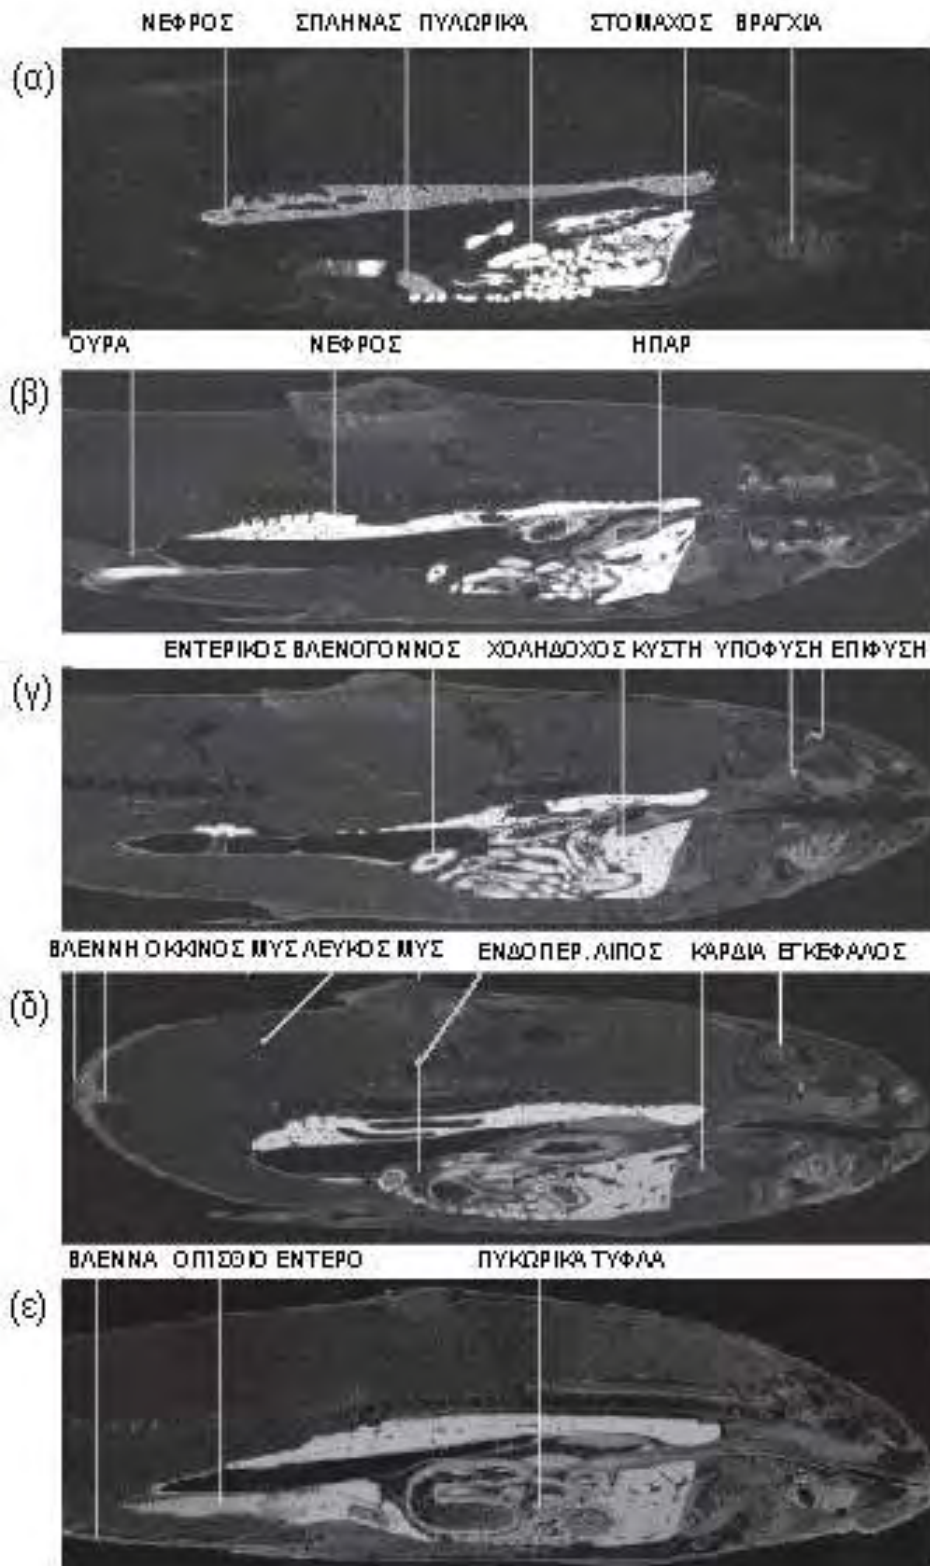 ΝΕΦΡΟΣ ΣΠΛΗΝΑΣ ΠΥΛΩΡΙΚΑ ΣΤΟΜΑΧΟΣ ΒΡΑΓΧΙΑ
(α)
ΟΥΡΑ ΝΕΦΡΟΣ ΗΠΑΡ
(β)
ΕΝΤΕΡΙΚΟΣ ΒΛΕΝΟΓΟΝΝΟΣ ΧΟΛΗΔΟΧΟΣ ΚΥΣΤΗ ΥΠΟΦΥΣΗ ΕΠΙΦΥΣΗ
(γ)
ΒΛΕΝΝΗ ΟΚΚΙΝΟΣ ΜΥΣ ΛΕΥΚΟΣ ΜΥΣ ΕΝΔΟΠΕΡ. ΛΙΠΟΣ ΚΑΡΔΙΑ ΕΓΚΕΦΑΛΟΣ
(δ)
ΒΛΕΝΝΑ ΟΠΙΣΘΙΟ ΕΝΤΕΡΟ ΠΥΚΩΡΙΚΑ ΤΥΦΛΑ
(ε)